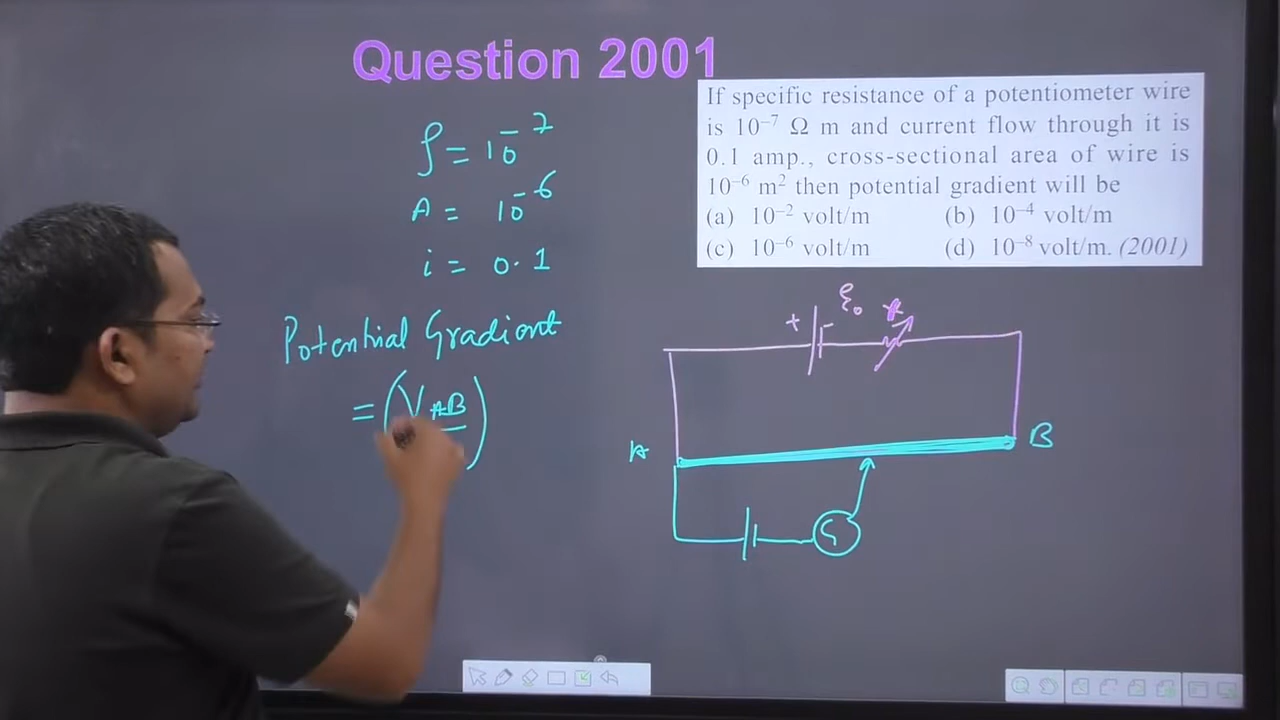 Question 2001
If specific resistance of a potentiometer wire
is 10⁻⁷ Ω m and current flow through it is
0.1 amp., cross-sectional area of wire is
10⁻⁶ m² then potential gradient will be
(a) 10⁻² volt/m (b) 10⁻⁴ volt/m
(c) 10⁻⁶ volt/m (d) 10⁻⁸ volt/m. (2001)
ρ = 10⁻⁷
A = 10⁻⁶
i = 0.1
Potential Gradient
= (V_AB)
+ ℰ₀
A B
G